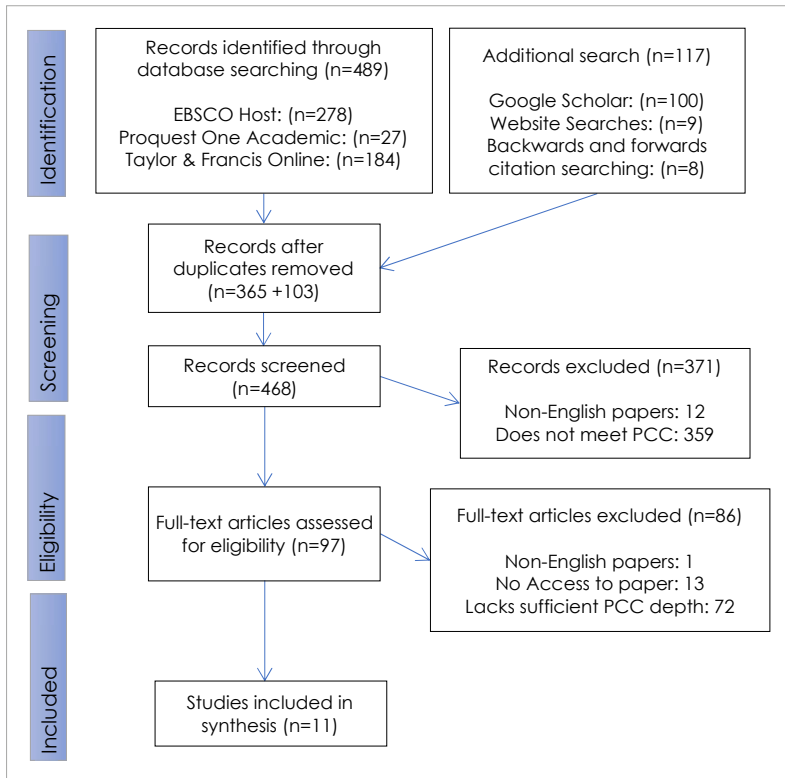 Identification
Records identified through
database searching (n=489)
EBSCO Host: (n=278)
Proquest One Academic: (n=27)
Taylor & Francis Online: (n=184)
Additional search (n=117)
Google Scholar: (n=100)
Website Searches: (n=9)
Backwards and forwards
citation searching: (n=8)
Screening
Records after
duplicates removed
(n=365 +103)
Records screened
(n=468)
Records excluded (n=371)
Non-English papers: 12
Does not meet PCC: 359
Eligibility
Full-text articles assessed
for eligibility (n=97)
Full-text articles excluded (n=86)
Non-English papers: 1
No Access to paper: 13
Lacks sufficient PCC depth: 72
Included
Studies included in
synthesis (n=11)